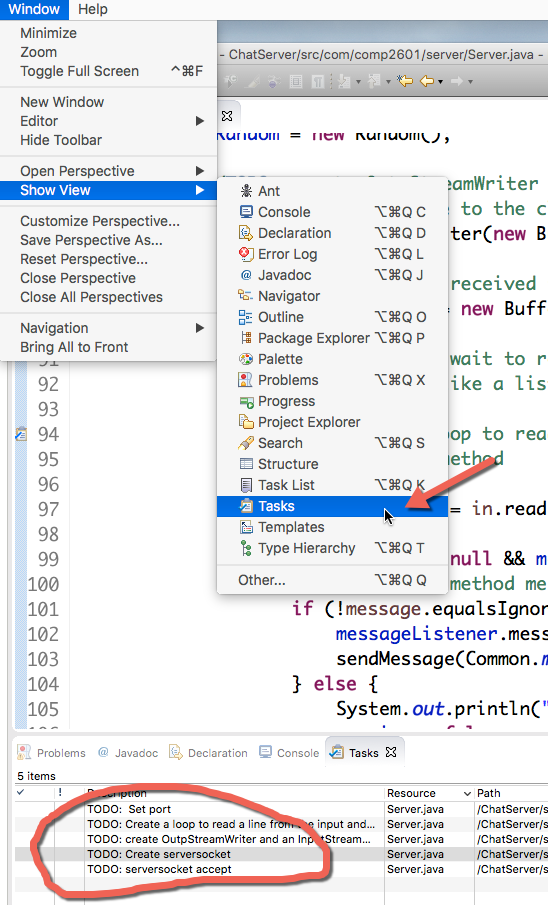 Window Help
Minimize
Zoom
Toggle Full Screen ^⌘F
New Window
Editor
Hide Toolbar
Open Perspective
Show View
Customize Perspective...
Save Perspective As...
Reset Perspective...
Close Perspective
Close All Perspectives
Navigation
Bring All to Front
- ChatServer/src/com/comp2601/server/Server.java -
Random = new Random();
Ant
Console ⌥⌘Q C
Declaration ⌥⌘Q D
Error Log ⌥⌘Q L
Javadoc ⌥⌘Q J
Navigator
Outline ⌥⌘Q O
Package Explorer ⌥⌘Q P
Palette
Problems ⌥⌘Q X
Progress
Project Explorer
Search ⌥⌘Q S
Structure
Task List ⌥⌘Q K
Tasks
Templates
Type Hierarchy ⌥⌘Q T
Other... ⌥⌘Q Q
StreamWriter
e to the c
ter(new B
received
= new Buff
91 wait to r
92 ike a lis
93
94 op to rea
95 method
96
97 = in.read
98
99 null && m
100 method me
101 if (!message.equalsIgnor
102 messageListener.mess
103 sendMessage(Common.m
104 } else {
105 System.out.println("
Problems @ Javadoc Declaration Console Tasks
5 items
! Description Resource Path
TODO: Set port Server.java /ChatServer/s
TODO: Create a loop to read a line from the input and... Server.java /ChatServer/s
TODO: create OutpStreamWriter and an InputStream... Server.java /ChatServer/s
TODO: Create serversocket Server.java /ChatServer/s
TODO: serversocket accept Server.java /ChatServer/s